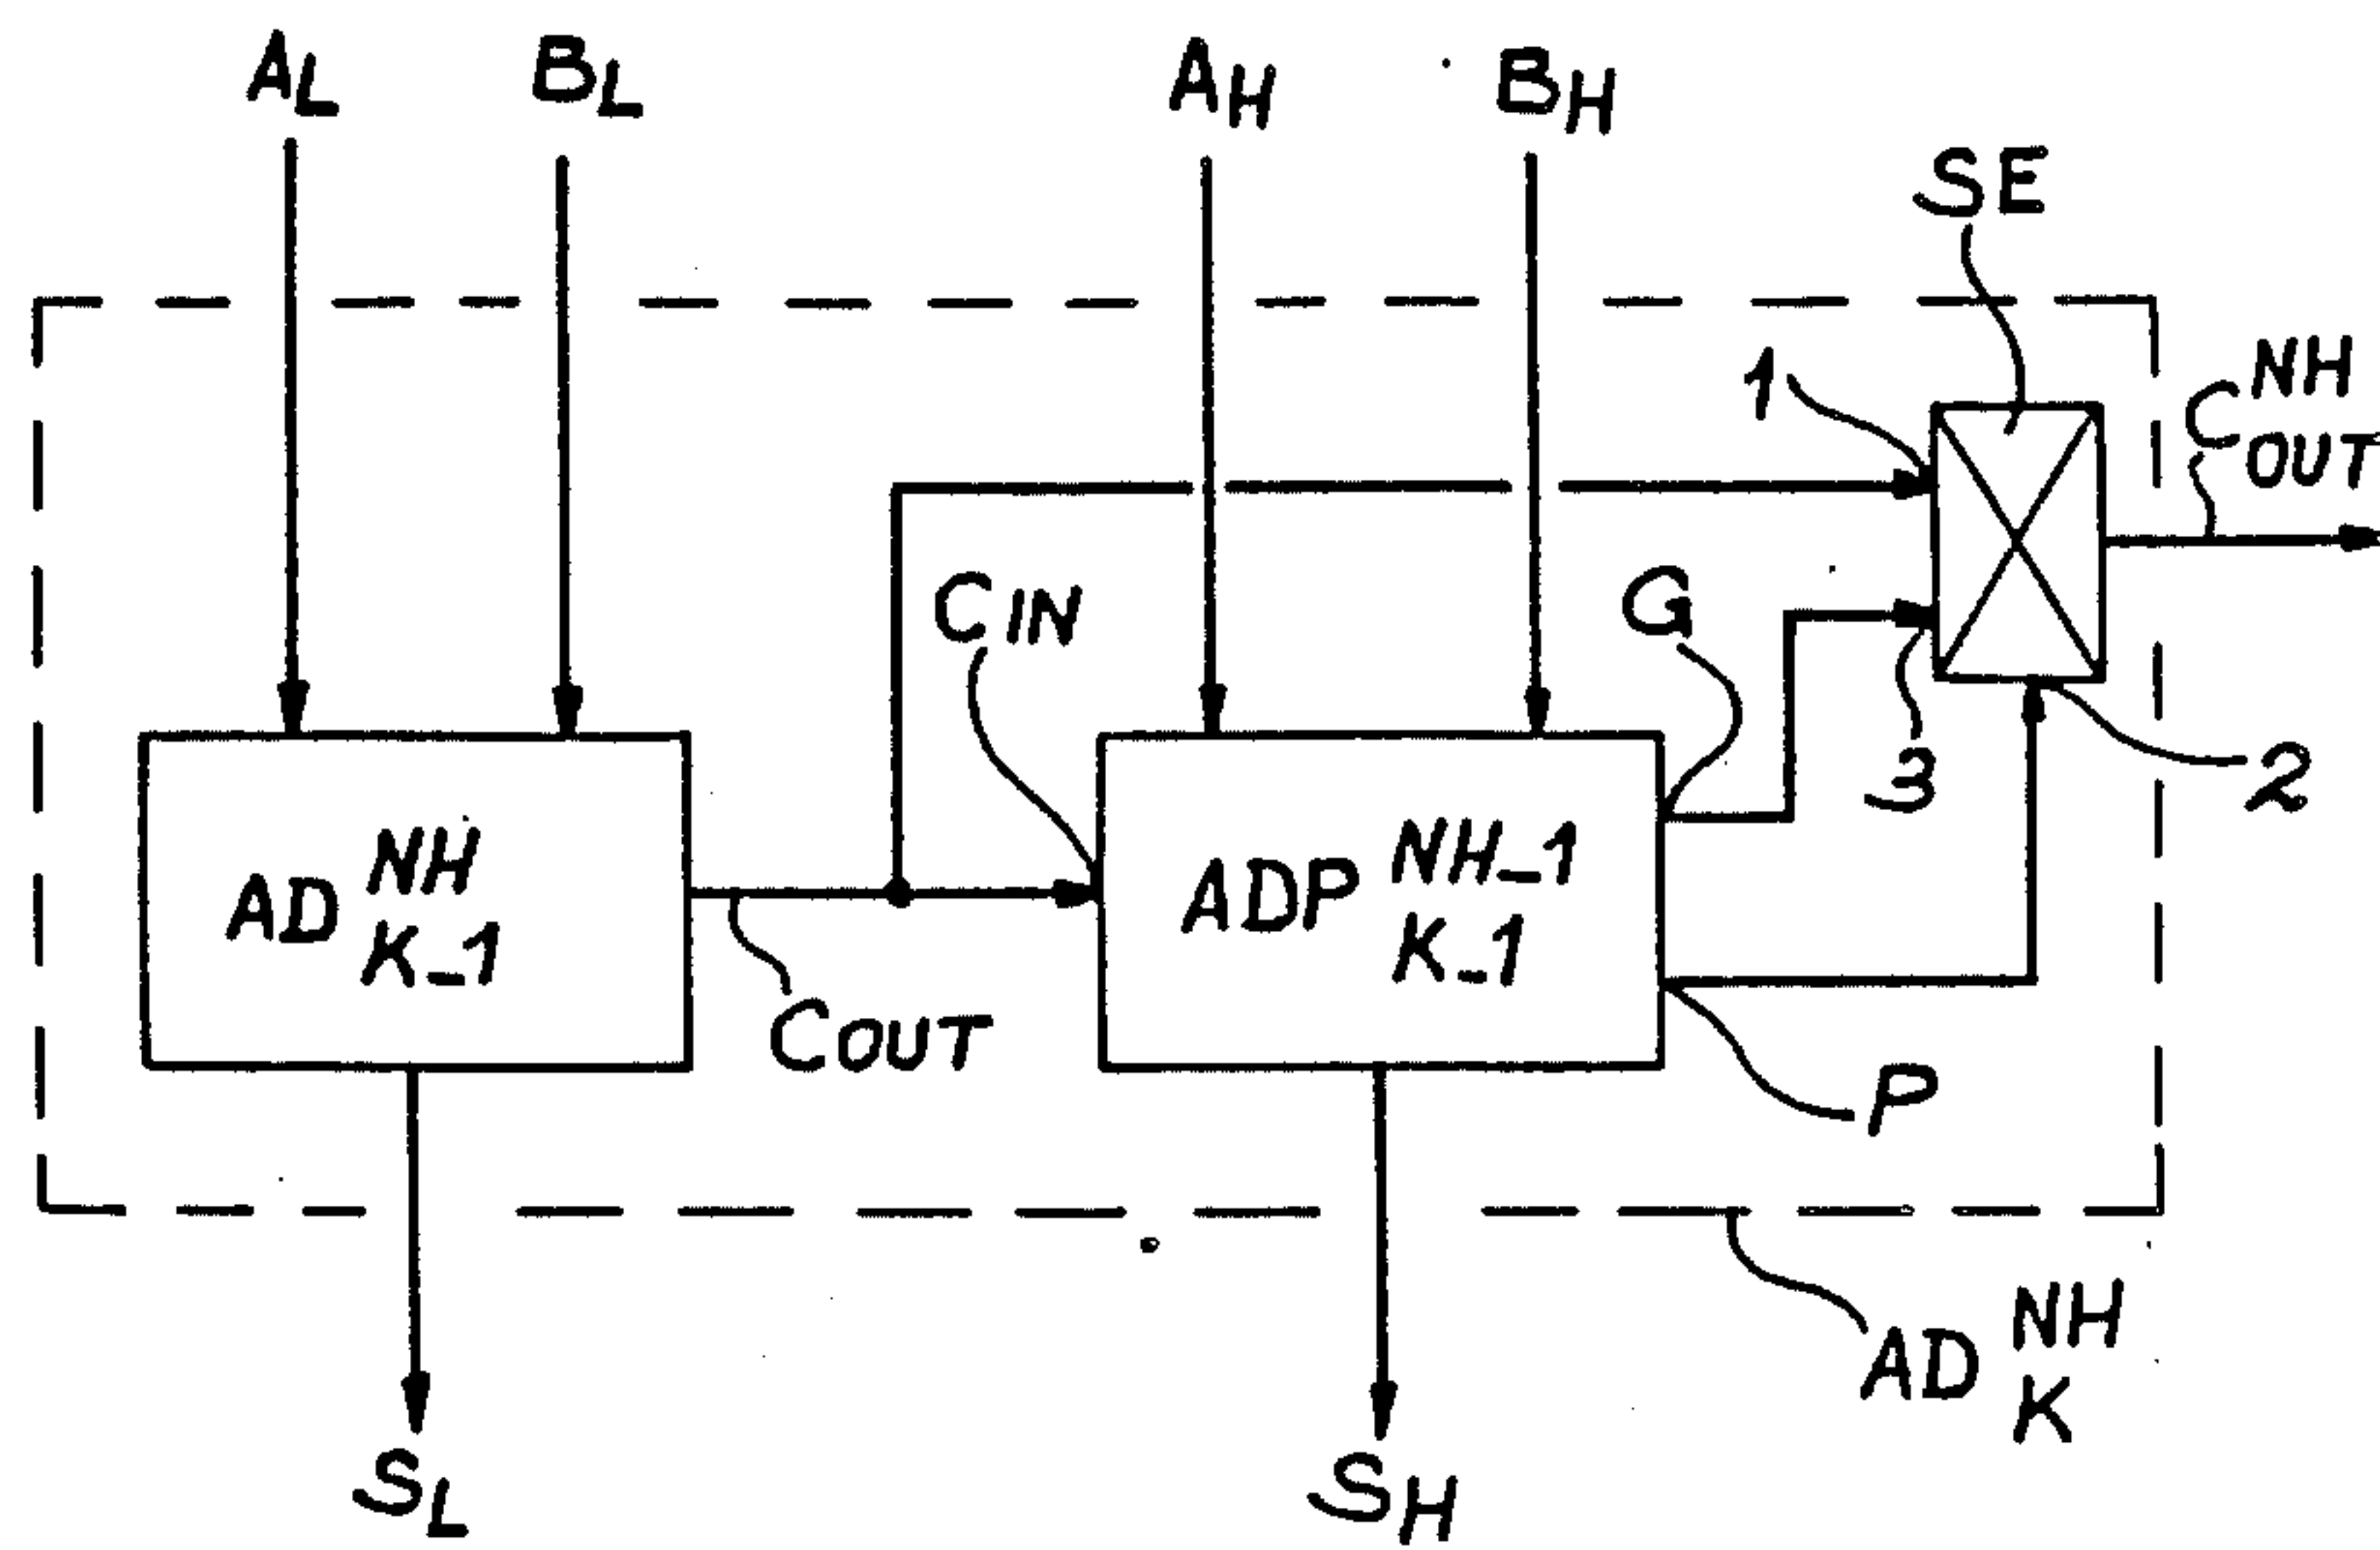 AL BL AH BH
SE
1
C NH OUT
CIN
G
3
2
AD NH K-1
ADP NH-1 K-1
COUT
P
AD NH K
SL SH